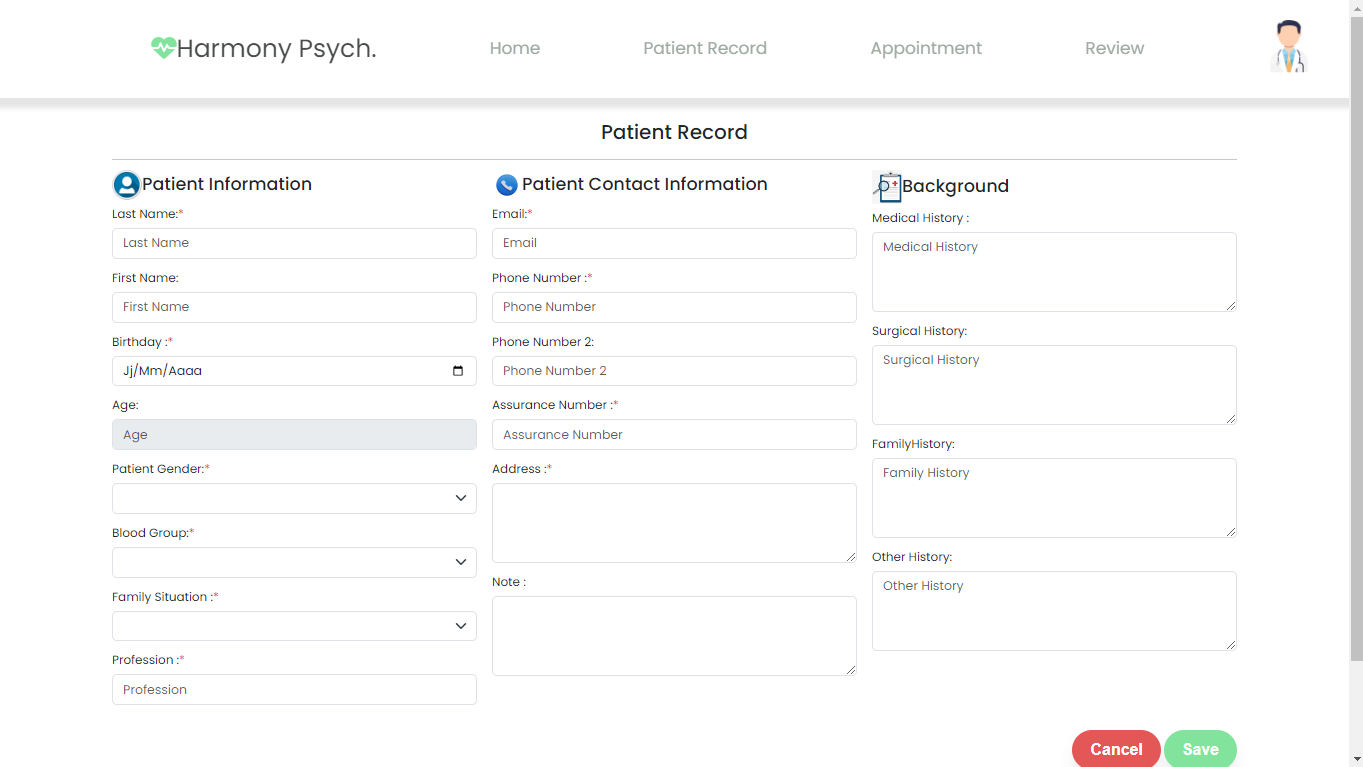 Harmony Psych.
Home
Patient Record
Appointment
Review
Patient Record
Patient Information
Last Name:*
Last Name
First Name:
First Name
Birthday :*
Jj/Mm/Aaaa
Age:
Age
Patient Gender:*
Blood Group:*
Family Situation :*
Profession :*
Profession
Patient Contact Information
Email:*
Email
Phone Number :*
Phone Number
Phone Number 2:
Phone Number 2
Assurance Number :*
Assurance Number
Address :*
Note :
Background
Medical History :
Medical History
Surgical History:
Surgical History
FamilyHistory:
Family History
Other History:
Other History
Cancel
Save